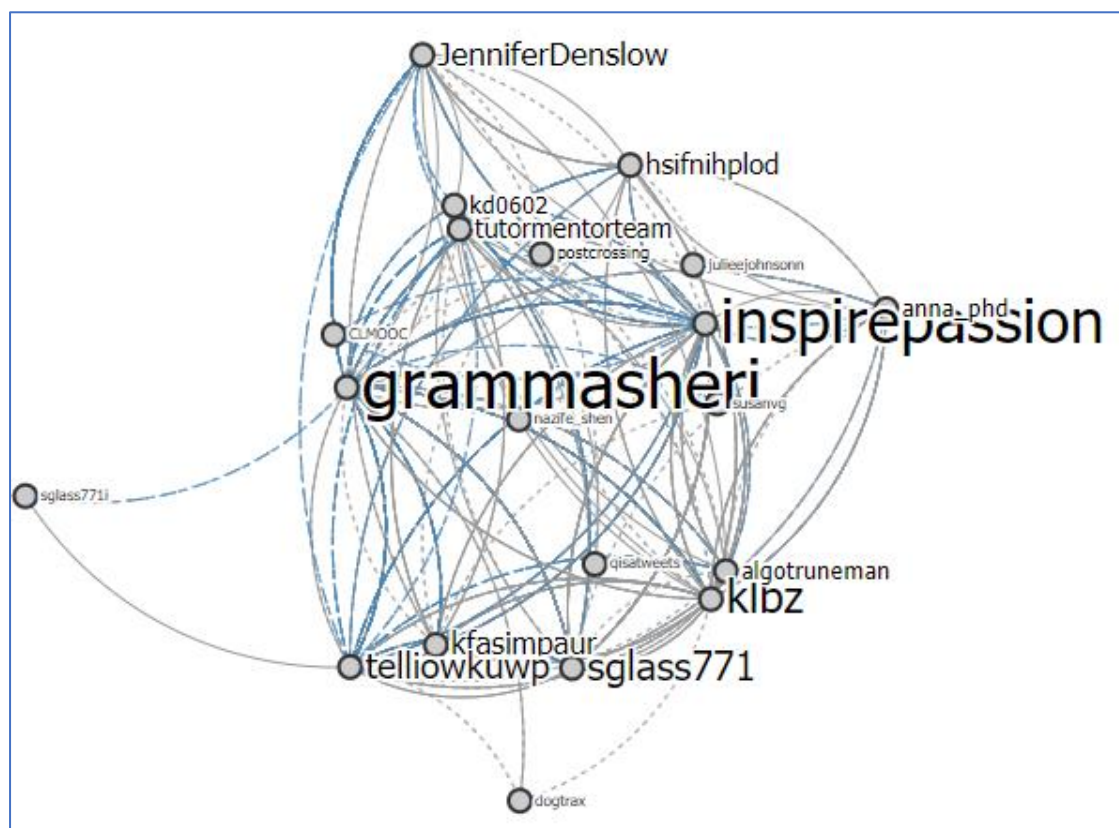 JenniferDenslow
hsifnihplod
kd0602
tutormentorteam
postcrossing
julieejohnsonn
anna_phd
inspirepassion
CLMOOC
grammasheri
susanvg
nazife_shen
sglass771i
qisatweets
algotruneman
klbz
kfasimpaur
telliowkuwp
sglass771
dogtrax